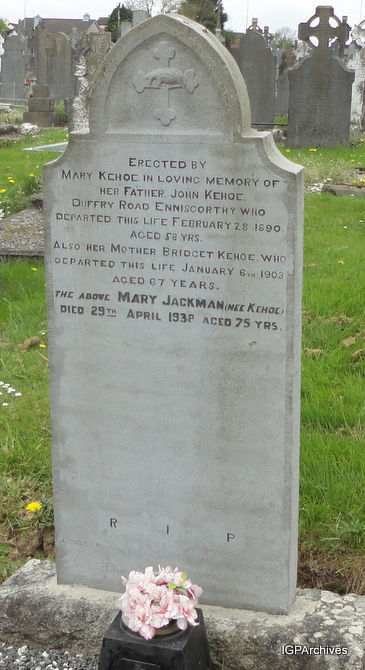 ERECTED BY
MARY KEHOE IN LOVING MEMORY OF
HER FATHER JOHN KEHOE
DUFFRY ROAD ENNISCORTHY WHO
DEPARTED THIS LIFE FEBRUARY 28 1890
AGED 58 YRS.
ALSO HER MOTHER BRIDGET KEHOE WHO
DEPARTED THIS LIFE JANUARY 6TH 1903
AGED 67 YEARS.
THE ABOVE MARY JACKMAN (NEE KEHOE)
DIED 29TH APRIL 1938 AGED 75 YRS.
R I P
IGPArchives